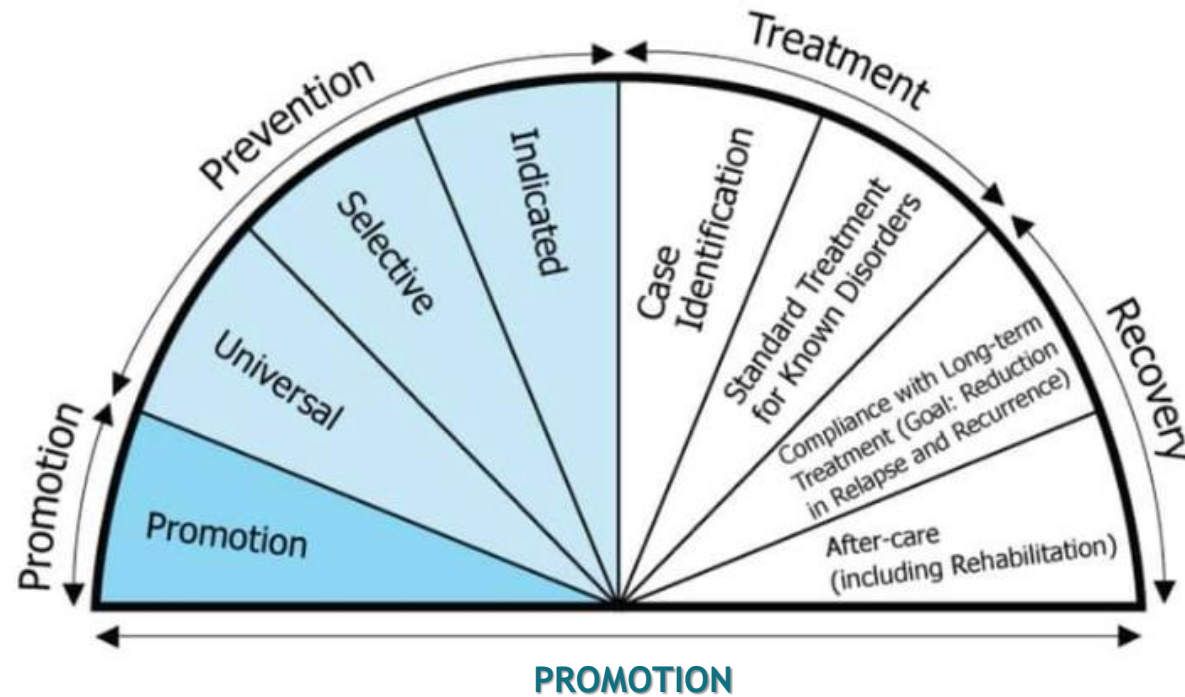 Promotion
Prevention
Treatment
Recovery
Promotion
Universal
Selective
Indicated
Case
Identification
Standard Treatment
for Known Disorders
Compliance with Long-term
Treatment (Goal: Reduction
in Relapse and Recurrence)
After-care
(including Rehabilitation)
PROMOTION